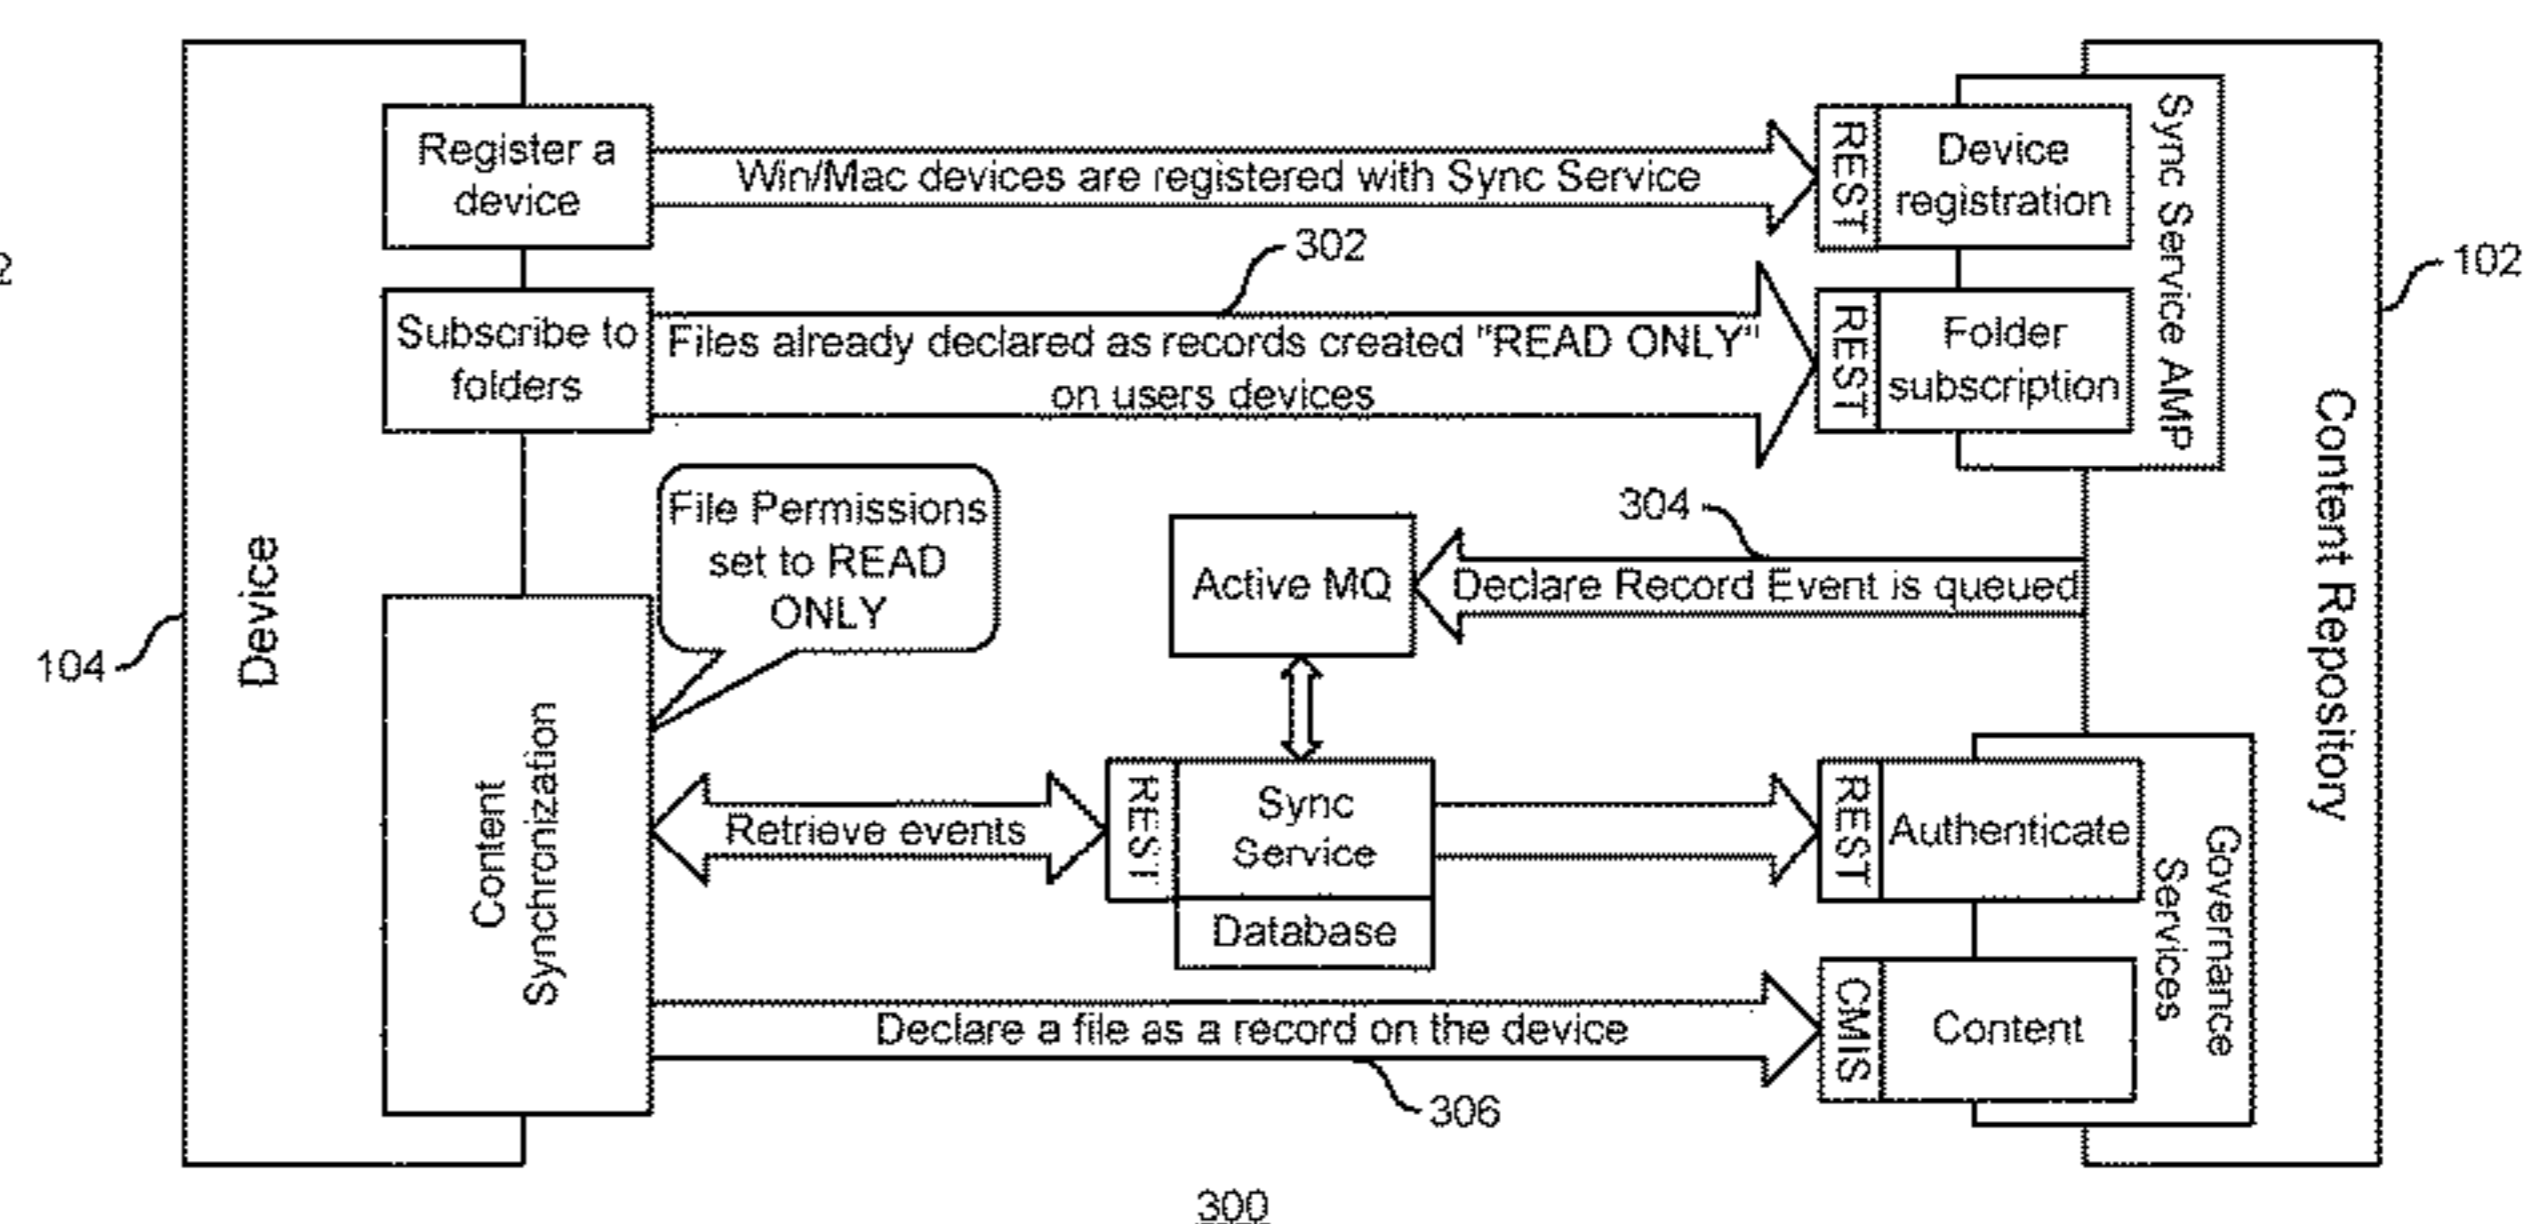 Register a
device
Win/Mac devices are registered with Sync Service
REST
Device
registration
Sync Service AMP
302
102
2
Subscribe to
folders
Files already declared as records created "READ ONLY"
on users devices
REST
Folder
subscription
Content Repository
File Permissions
set to READ
ONLY
304
Active MQ
Declare Record Event is queued
Device
104
Content
Synchronization
Retrieve events
REST
Sync
Service
Database
REST
Authenticate
Governance
Services
Declare a file as a record on the device
CMIS
Content
306
300